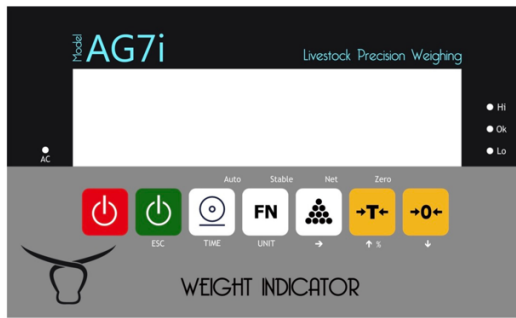 Model AG7i
Livestock Precision Weighing
Hi
Ok
Lo
AC
Auto Stable Net Zero
FN →T← →0←
ESC TIME UNIT → ↑ % ↓
WEIGHT INDICATOR